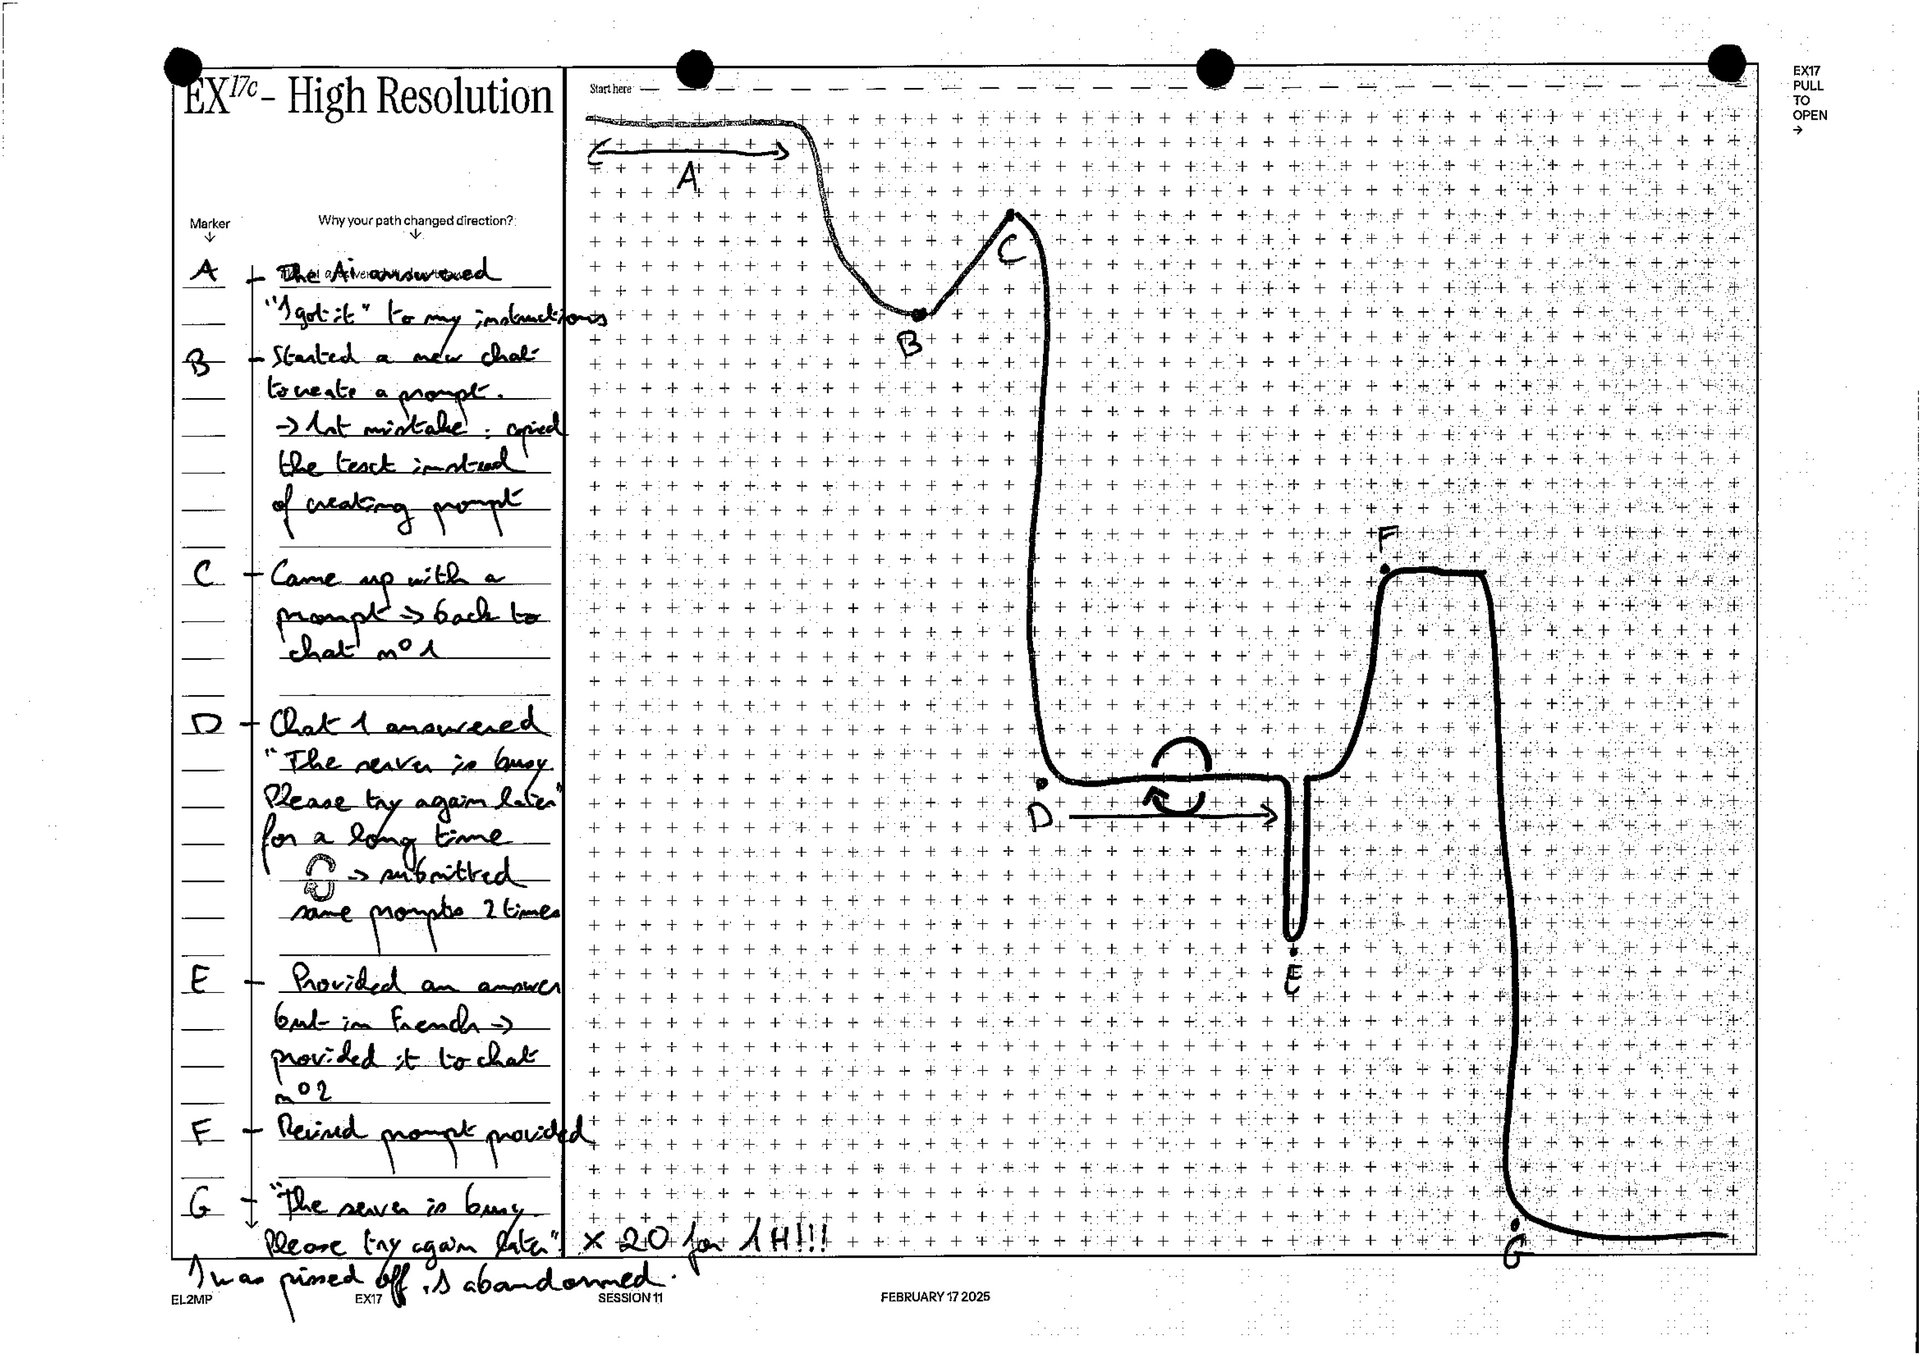 EX17c - High Resolution
Start here
EX17
PULL
TO
OPEN
→
Marker
Why your path changed direction?
A
The Ai answered
"I got it" to my instructions
B
Started a new chat
to create a prompt.
→ 1st mistake : copied
the text instead
of creating prompt
C
Came up with a
prompt → back to
chat n° 1
D
Chat 1 answered
"The server is busy.
Please try again later"
for a long time
→ submitted
same prompts 2 times
E
Provided an answer
but in French →
provided it to chat
n° 2
F
Revised prompt provided
G
"The server is busy.
Please try again later" × 20 for 1H!!!
I was pissed off. I abandonned.
A
B
C
D
E
F
G
EL2MP
EX17
SESSION 11
FEBRUARY 17 2025